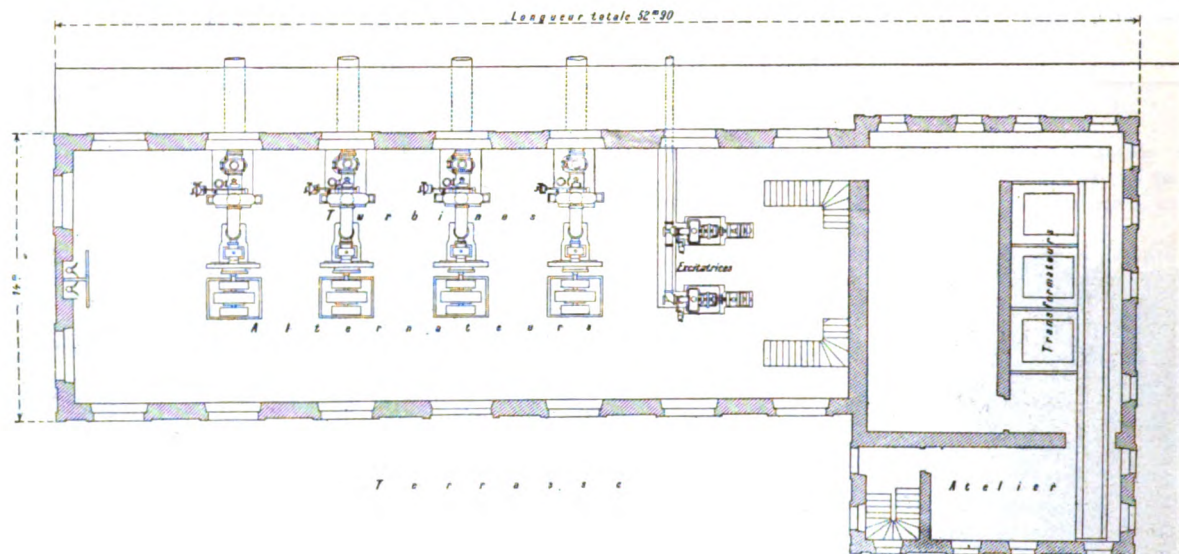 Longueur totale 52m90
14m
Turbines
Excitatrices
Alternateurs
Transformateurs
Terrasse
Atelier